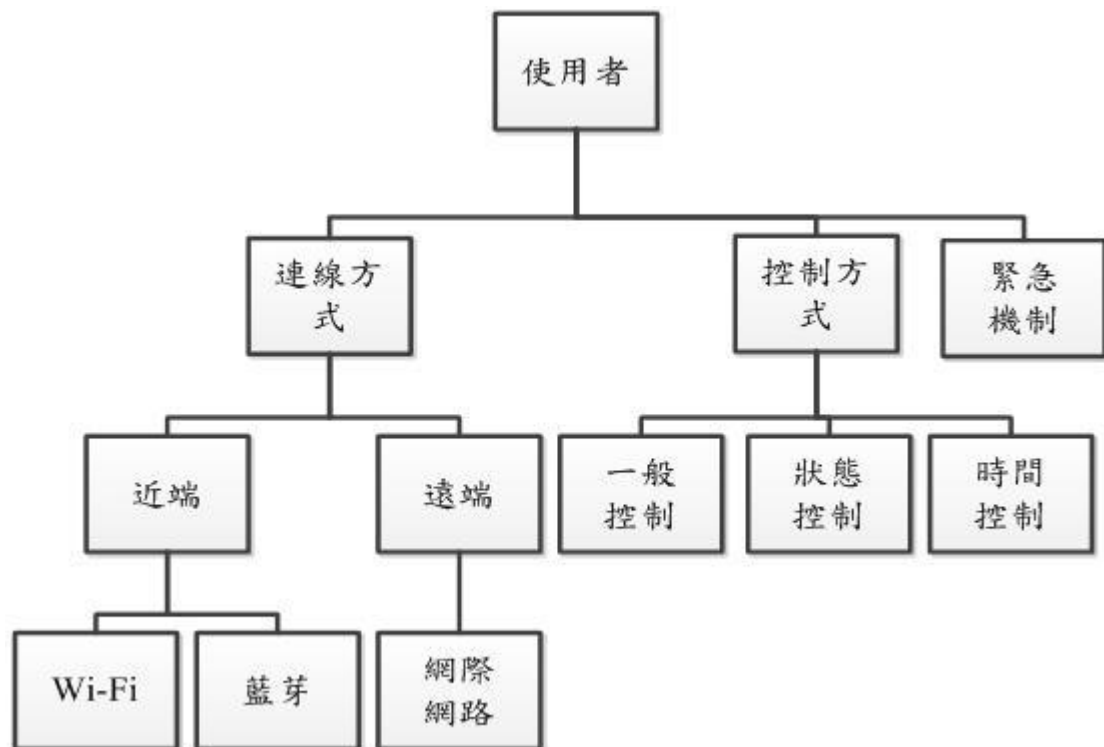 使用者
連線方
式
控制方
式
緊急
機制
近端
遠端
一般
控制
狀態
控制
時間
控制
Wi-Fi
藍芽
網際
網路